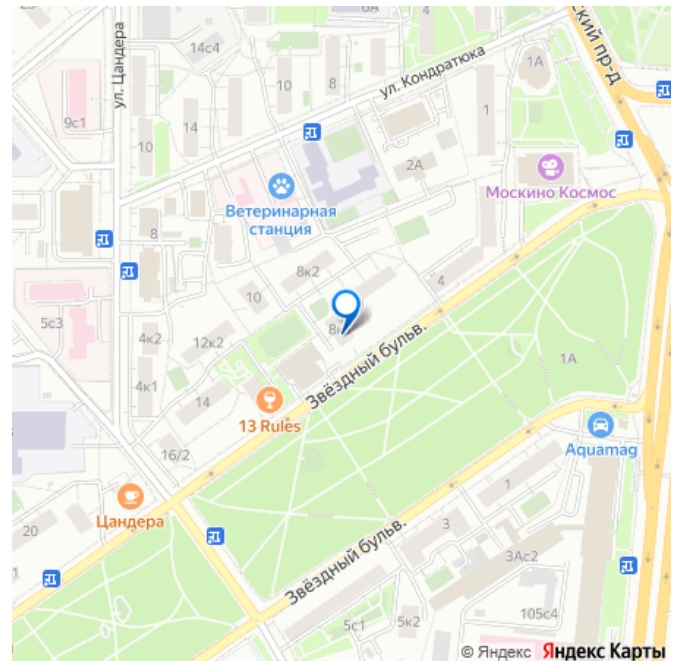 14с4
6А
4
ский пр-д
ул. Цандера
10
8
ул. Кондратюка
1А
9с1
14
1
10
2А
Москино Космос
Ветеринарная
станция
8
8к2
10
4
5с3
4к2
12к2
Звёздный бульв.
1А
4к1
14
13 Rules
Aquamag
16/2
1
Цандера
3
20
3Ас2
Звёздный бульв.
5с1
5к2
105с4
© Яндекс Яндекс Карты